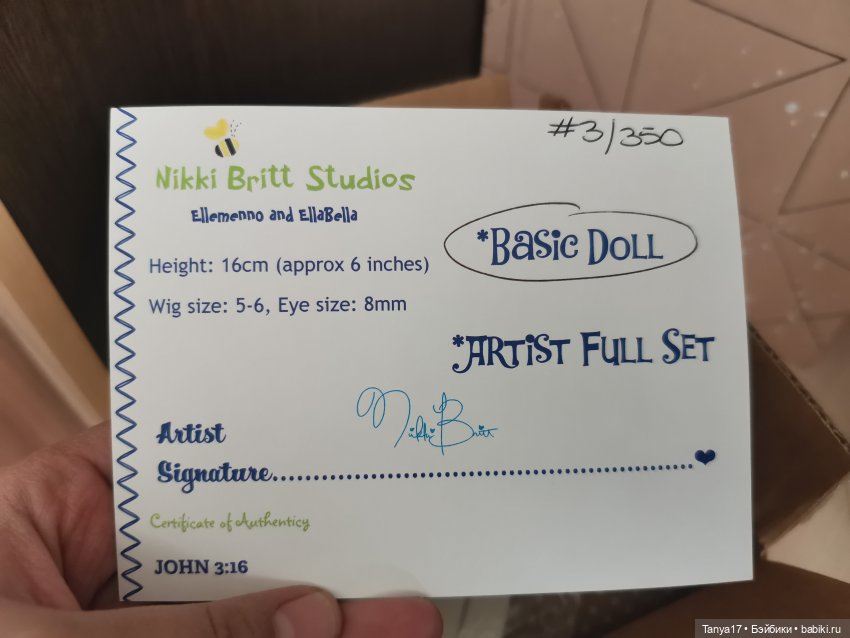 #3/350
Nikki Britt Studios
Ellemenno and EllaBella
*Basic Doll
Height: 16cm (approx 6 inches)
Wig size: 5-6, Eye size: 8mm
*Artist Full Set
Nikki Britt
Artist
Signature
Certificate of Authenticy
JOHN 3:16
Tanya17 • Бэйбики • babiki.ru